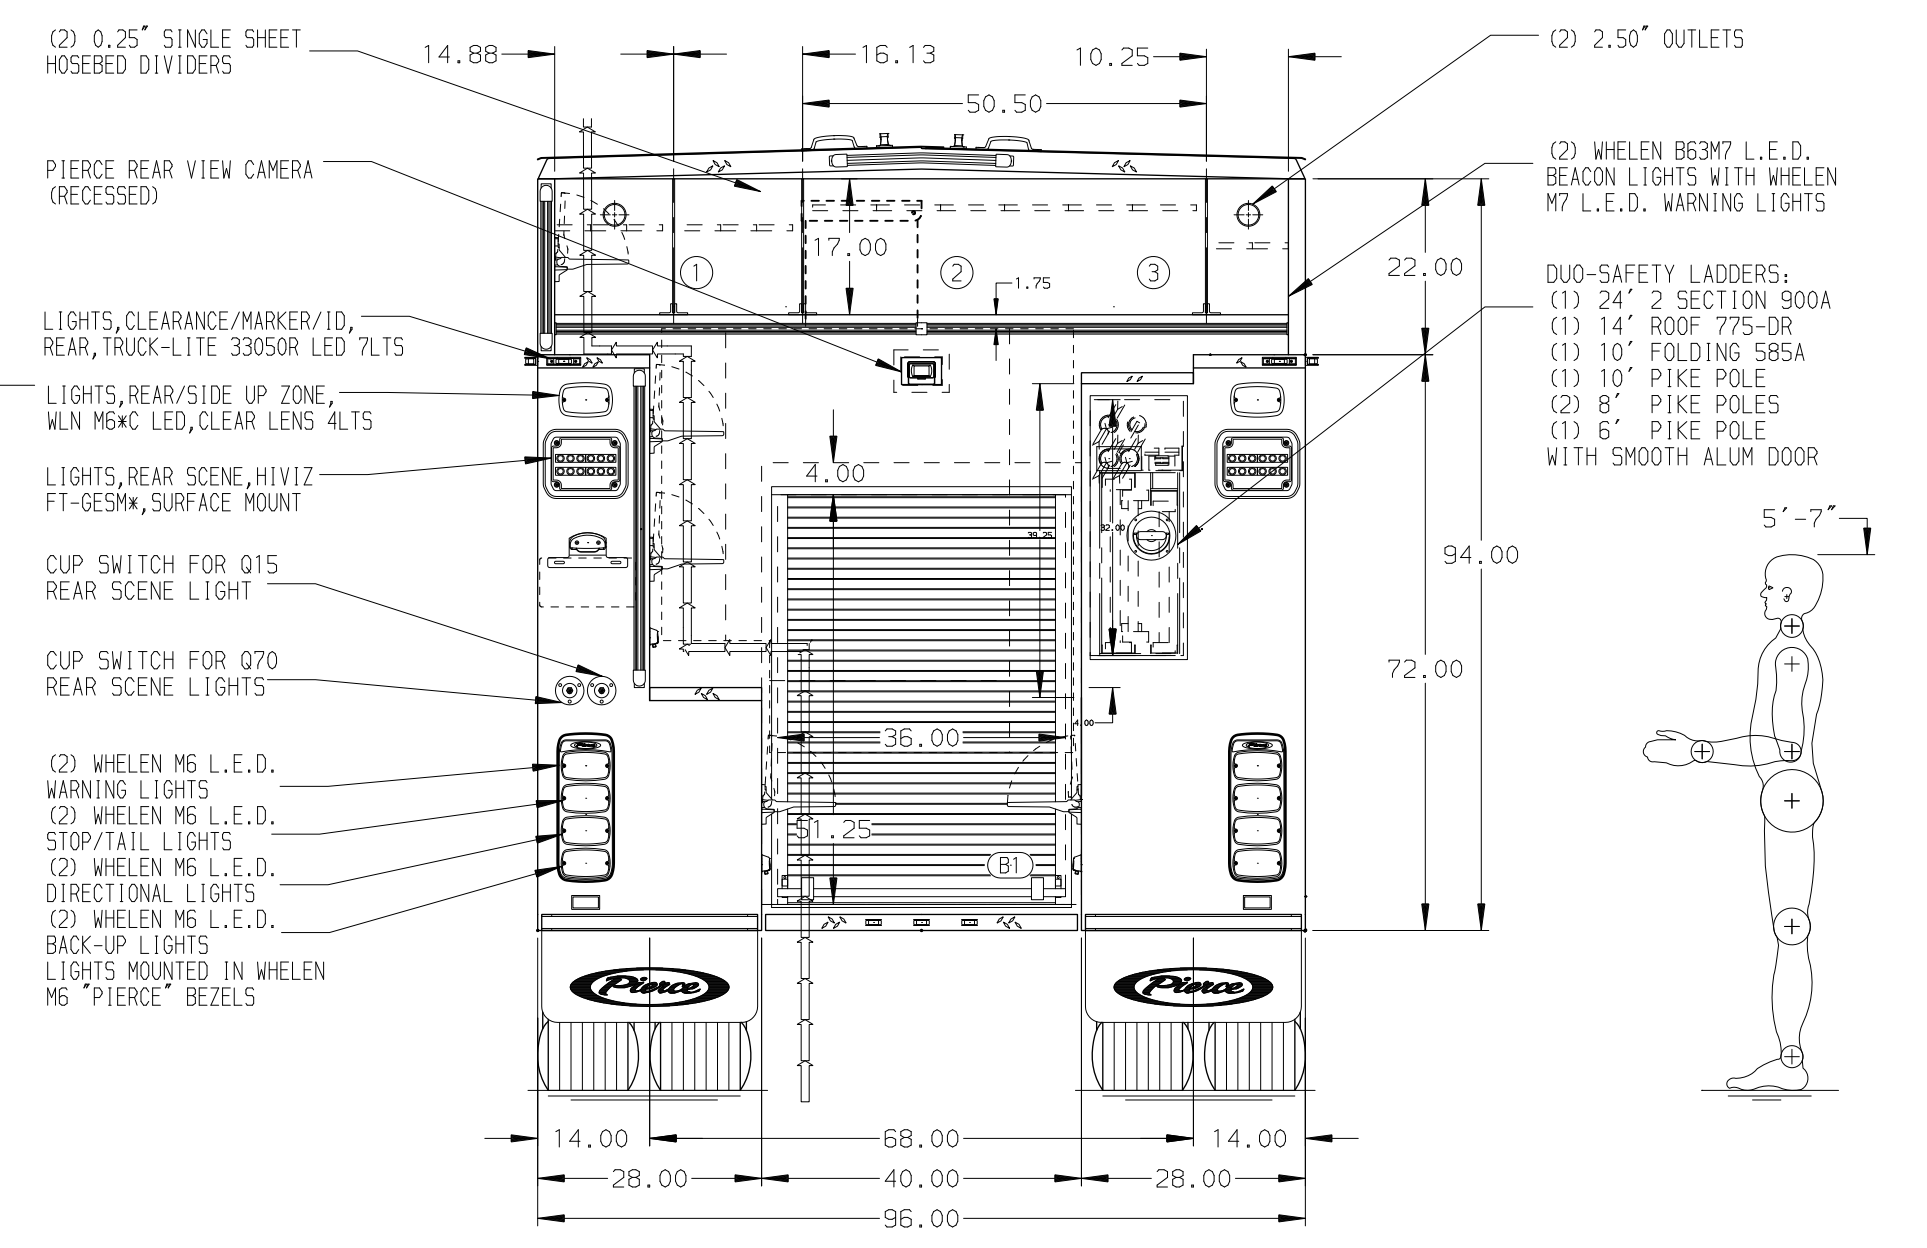 (2) 0.25" SINGLE SHEET
HOSEBED DIVIDERS
PIERCE REAR VIEW CAMERA
(RECESSED)
LIGHTS,CLEARANCE/MARKER/ID,
REAR,TRUCK-LITE 33050R LED 7LTS
LIGHTS,REAR/SIDE UP ZONE,
WLN M6*C LED,CLEAR LENS 4LTS
LIGHTS,REAR SCENE,HIVIZ
FT-GESM*,SURFACE MOUNT
CUP SWITCH FOR Q15
REAR SCENE LIGHT
CUP SWITCH FOR Q70
REAR SCENE LIGHTS
(2) WHELEN M6 L.E.D.
WARNING LIGHTS
(2) WHELEN M6 L.E.D.
STOP/TAIL LIGHTS
(2) WHELEN M6 L.E.D.
DIRECTIONAL LIGHTS
(2) WHELEN M6 L.E.D.
BACK-UP LIGHTS
LIGHTS MOUNTED IN WHELEN
M6 "PIERCE" BEZELS
14.88
16.13
10.25
50.50
17.00
1
2
3
1.75
22.00
4.00
39.25
32.00
94.00
72.00
4.00
36.00
51.25
B1
Pierce
Pierce
Pierce
Pierce
14.00
68.00
14.00
28.00
40.00
28.00
96.00
(2) 2.50" OUTLETS
(2) WHELEN B63M7 L.E.D.
BEACON LIGHTS WITH WHELEN
M7 L.E.D. WARNING LIGHTS
DUO-SAFETY LADDERS:
(1) 24' 2 SECTION 900A
(1) 14' ROOF 775-DR
(1) 10' FOLDING 585A
(1) 10' PIKE POLE
(2) 8' PIKE POLES
(1) 6' PIKE POLE
WITH SMOOTH ALUM DOOR
5'-7"